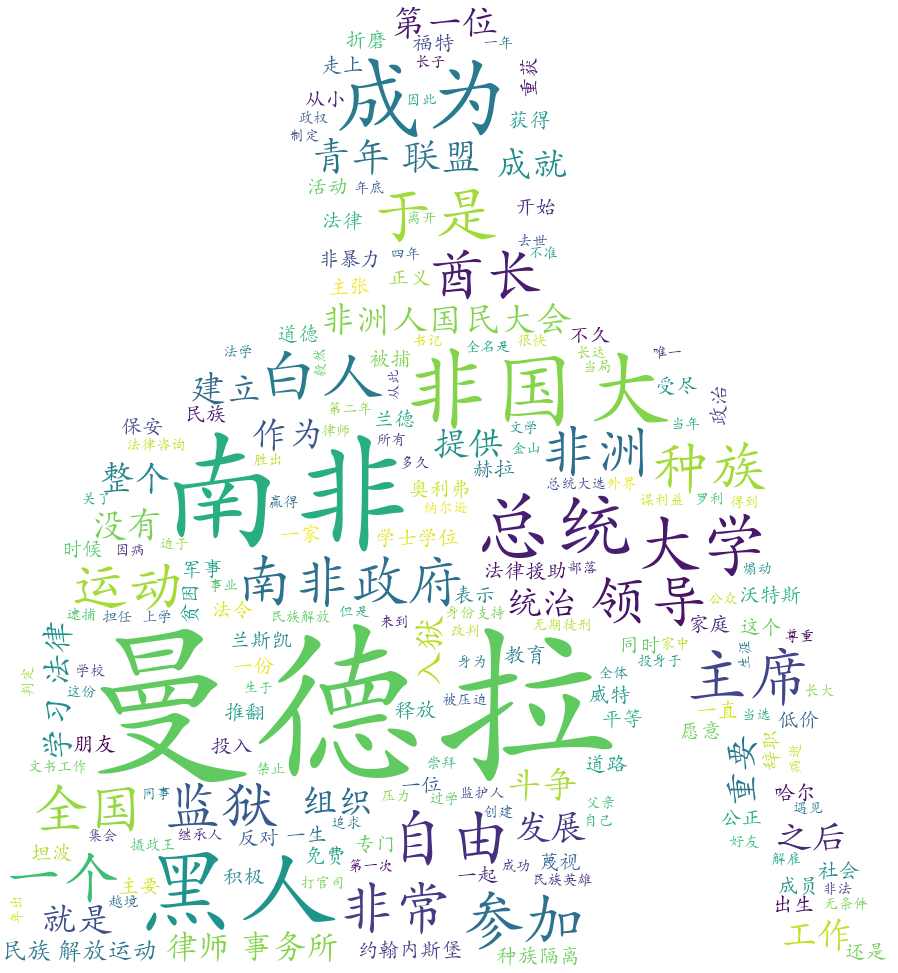 第一位
折磨
福特
一年
走上
长子
重获
成为
从小
因此
政权
制定
获得
青年 联盟
成就
活动
年底
于是
法律
离开
开始
非暴力
四年
去世
不准
酋长
正义
主张
非洲人国民大会
道德
书记
全名是
很快
不久
法学
毅然
被捕
长达
唯一
当局
白人
非国大
建立
从此
受尽
政治
民族
第二年
兰德
保安
作为
律师
文学
当年
法律咨询
所有
提供
金山
非洲
种族
胜出
多久
赫拉
总统大选
外界
整个
南非
奥利弗
谋利益
罗利
得到
关了
赢得
纳尔逊
总统
大学
没有
一家
学士学位
时候
因病
迫于
军事
法律援助
部落
煽动
运动
贫困
事业
南非政府
表示
统治
领导
公众
沃特斯
逮捕
担任
上学
法令
民族解放
但是
来到
身份支持
改判
无期徒刑
家庭
这个
尊重
学习 法律
兰斯凯
入狱
同时
家中
生涯
曼德拉
判定
学校
一份
身为
教育
投身于
全体
主席
这份
生于
被压迫
威特
长大
推翻
释放
平等
一直
当选
低价
朋友
投入
愿意
重要
辞职
病逝
文书工作
禁止
崇拜
道路
全国
同事
监狱
组织
压力
一位
过学
监护人
斗争
父亲
自己
哈尔
遇见
集会
摄政王
继承人
反对
一生
追求
自由
创建
发展
公正
好友
之后
坦波
专门
免费
第一次
一起
成功
蔑视
民族英雄
解雇
社会
一个
主要
积极
打官司
黑人
非常
参加
成员
非法
年出
就是
越境
出生
无条件
工作
民族 解放运动
律师 事务所
约翰内斯堡
种族隔离
还是